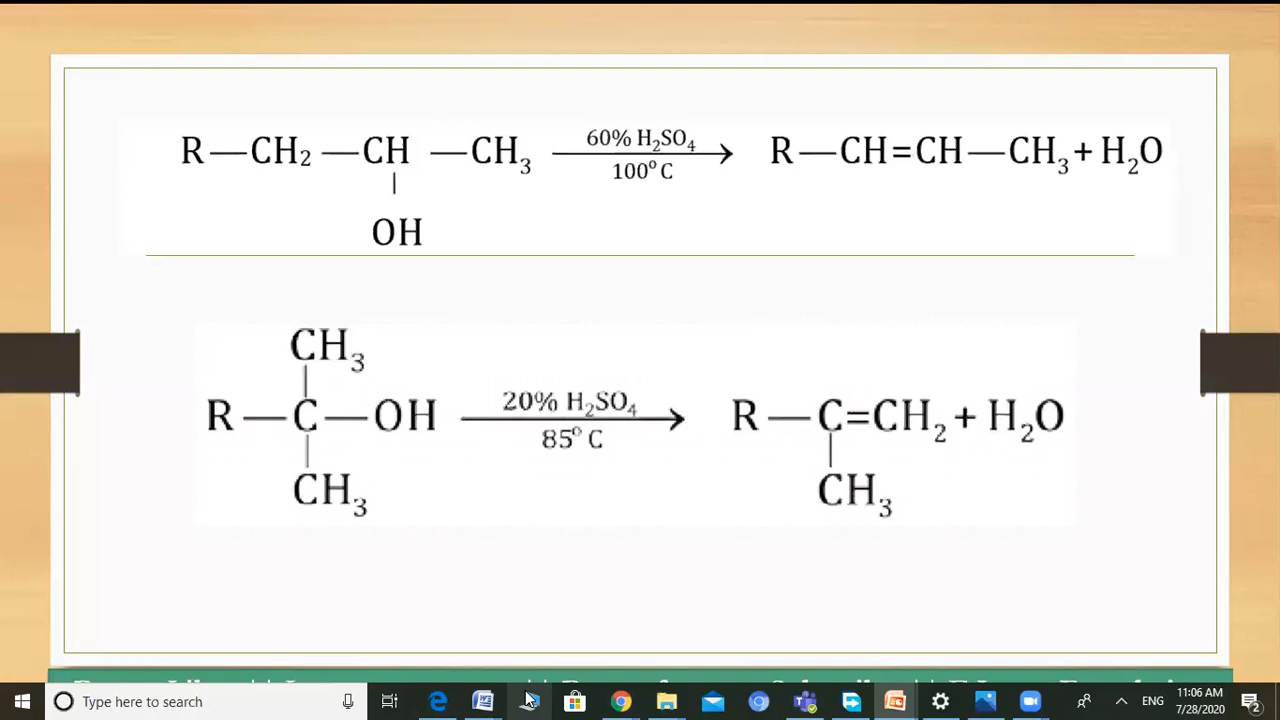 60% H₂SO₄
R—CH₂—CH—CH₃ ⟶ R—CH=CH—CH₃ + H₂O
100° C
|
OH
CH₃
|
20% H₂SO₄
R—C—OH ⟶ R—C=CH₂ + H₂O
85° C
| |
CH₃ CH₃
Type here to search
ENG
11:06 AM
7/28/2020
2